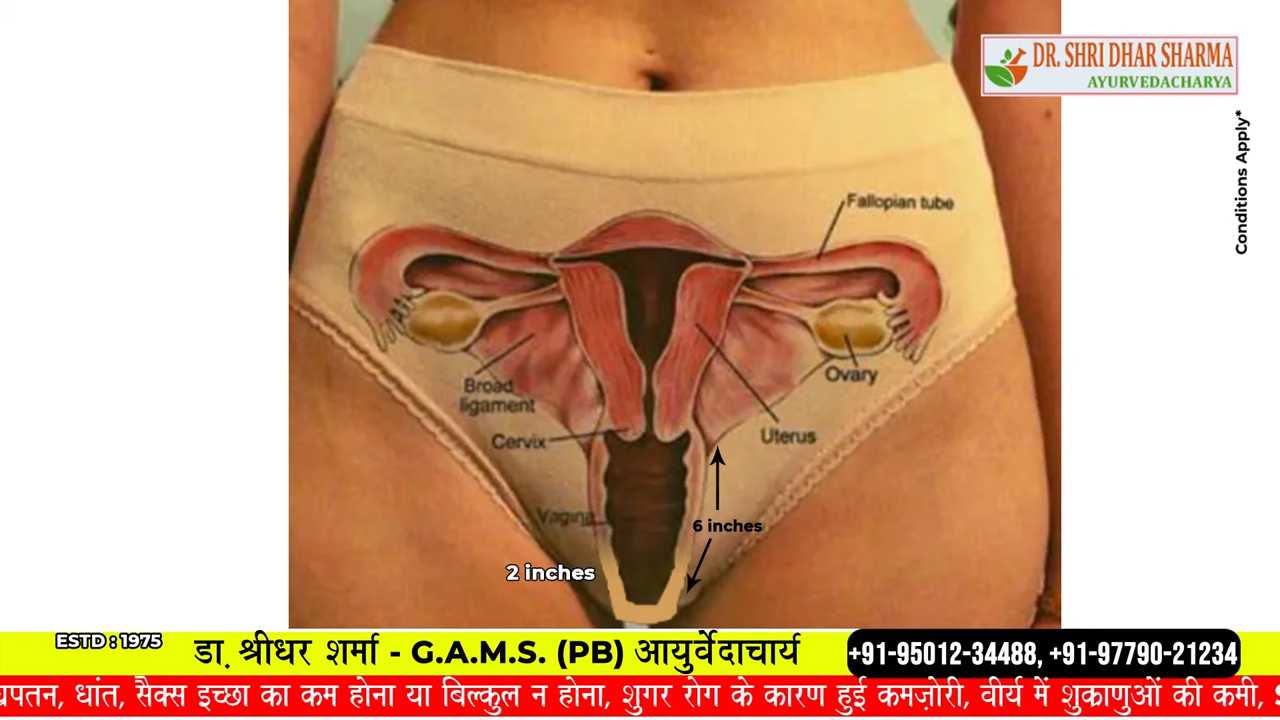 DR. SHRI DHAR SHARMA
AYURVEDACHARYA
Conditions Apply*
Fallopian tube
Ovary
Broad
ligament
Cervix
Uterus
Vagina
6 inches
2 inches
ESTD : 1975
डा. श्रीधर शर्मा - G.A.M.S. (PB) आयुर्वेदाचार्य
+91-95012-34488, +91-97790-21234
धांत, सैक्स इच्छा का कम होना या बिल्कुल न होना, शुगर रोग के कारण हुई कमज़ोरी, वीर्य में शुक्राणुओं की कमी,